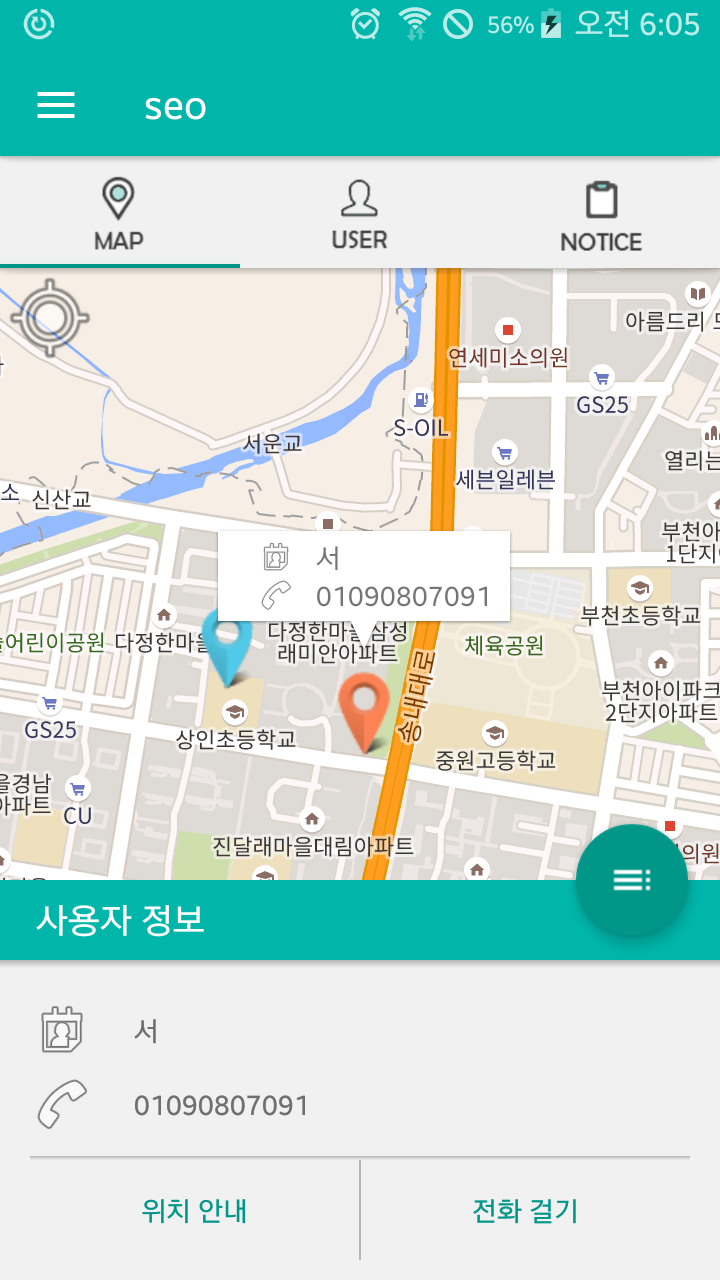 56% 오전 6:05
seo
MAP
USER
NOTICE
아름드리
연세미소의원
GS25
S-OIL
서운교
세븐일레븐
열리는
소 신산교
부천아
1단지
서
01090807091
부천초등학교
어린이공원
다정한마을
다정한마을삼성
래미안아파트
체육공원
송내대로
부천아이파크
2단지아파트
GS25
상인초등학교
중원고등학교
을경남
아파트
CU
진달래마을대림아파트
의원
사용자 정보
서
01090807091
위치 안내
전화 걸기